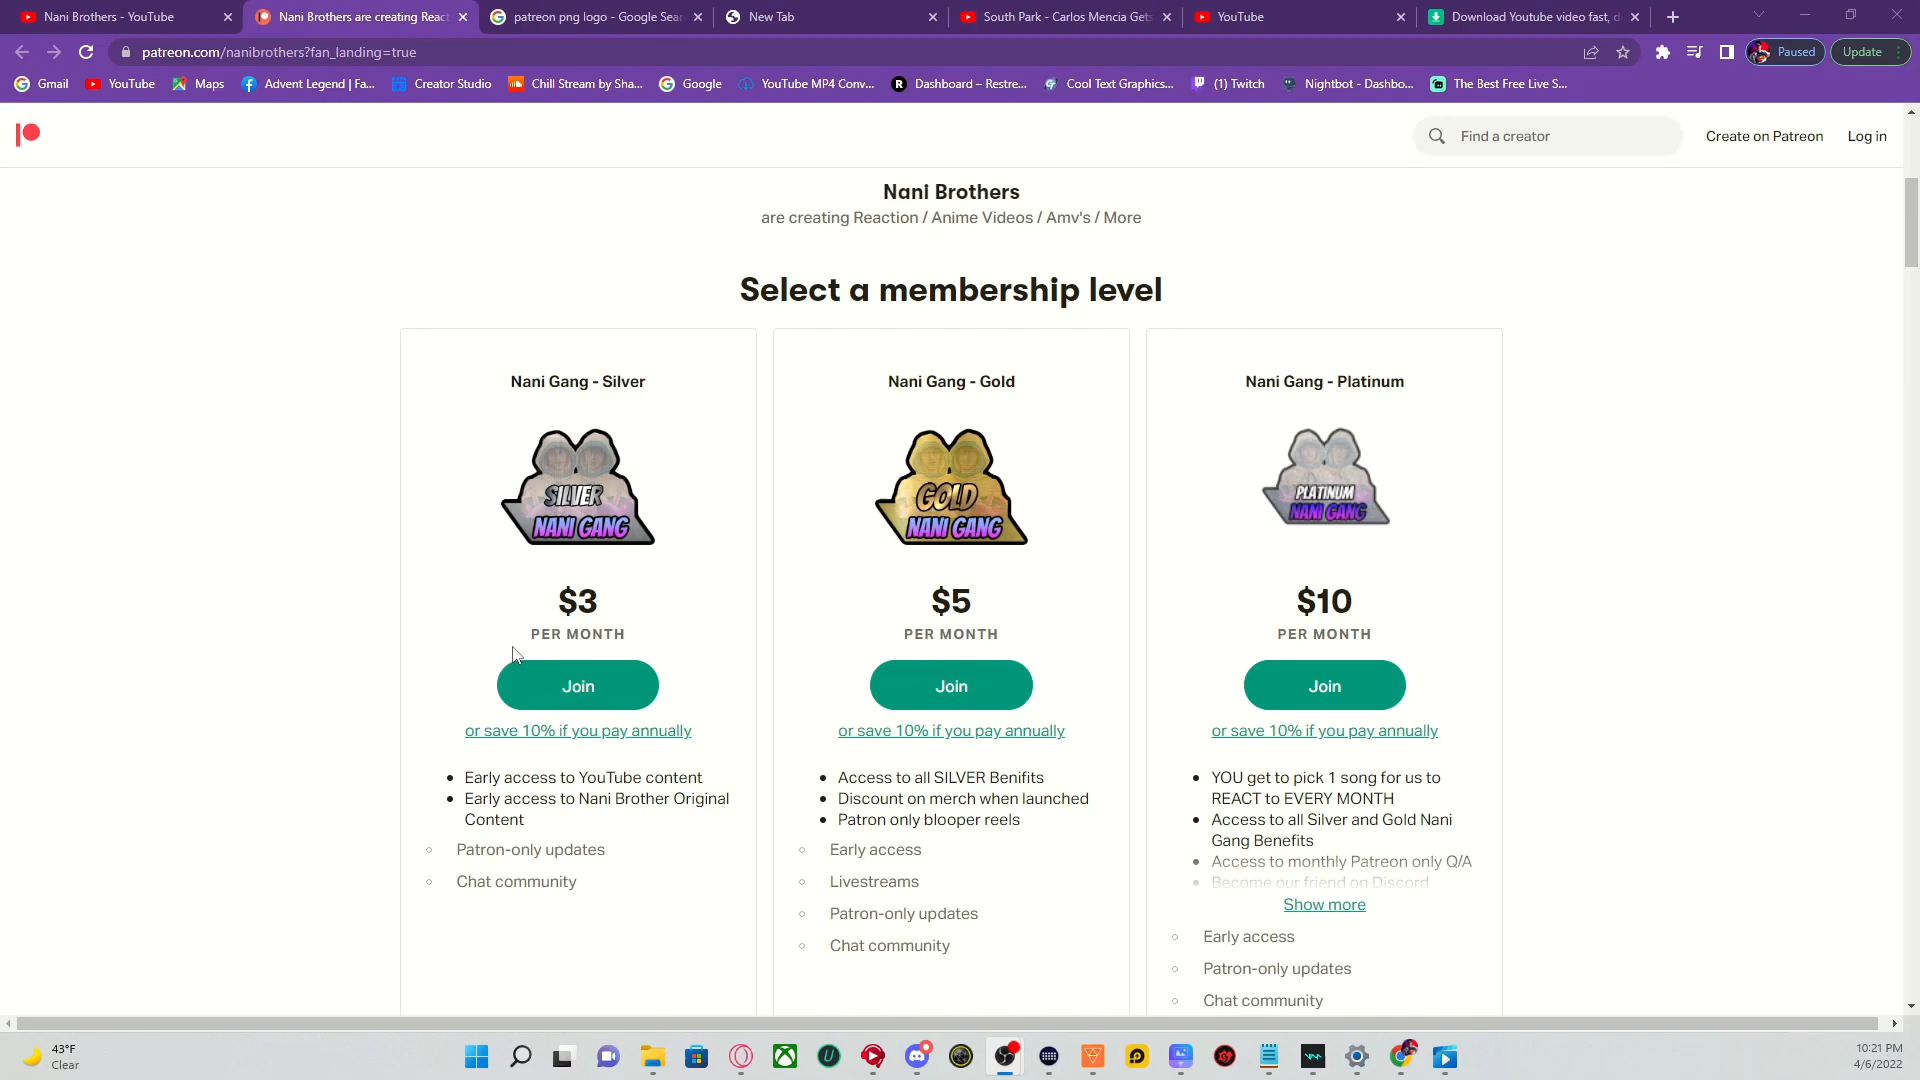 Nani Brothers - YouTube
Nani Brothers are creating React
patreon png logo - Google Sear
New Tab
South Park - Carlos Mencia Gets
YouTube
Download Youtube video fast, d
patreon.com/nanibrothers?fan_landing=true
Paused
Update
Gmail
YouTube
Maps
Advent Legend | Fa...
Creator Studio
Chill Stream by Sha...
Google
YouTube MP4 Conv...
Dashboard – Restre...
Cool Text Graphics...
(1) Twitch
Nightbot - Dashbo...
The Best Free Live S...
Find a creator
Create on Patreon
Log in
Nani Brothers
are creating Reaction / Anime Videos / Amv's / More
Select a membership level
Nani Gang - Silver
SILVER
NANI GANG
$3
PER MONTH
Join
or save 10% if you pay annually
Early access to YouTube content
Early access to Nani Brother Original
Content
Patron-only updates
Chat community
Nani Gang - Gold
GOLD
NANI GANG
$5
PER MONTH
Join
or save 10% if you pay annually
Access to all SILVER Benifits
Discount on merch when launched
Patron only blooper reels
Early access
Livestreams
Patron-only updates
Chat community
Nani Gang - Platinum
PLATINUM
NANI GANG
$10
PER MONTH
Join
or save 10% if you pay annually
YOU get to pick 1 song for us to
REACT to EVERY MONTH
Access to all Silver and Gold Nani
Gang Benefits
Access to monthly Patreon only Q/A
Become our friend on Discord
Show more
Early access
Patron-only updates
Chat community
43°F
Clear
10:21 PM
4/6/2022